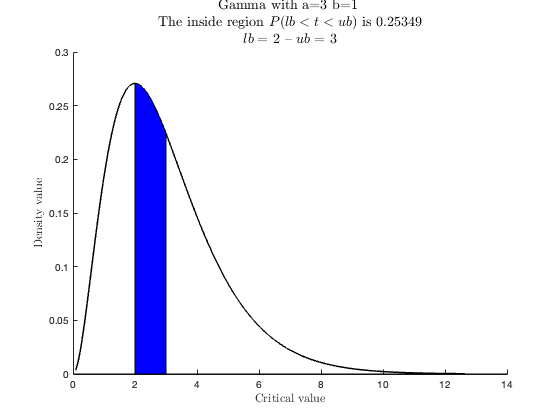 Gamma with a=3 b=1
The inside region P(lb < t < ub) is 0.25349
lb = 2 – ub = 3
0.3
0.25
0.2
0.15
0.1
0.05
0
Density value
0 2 4 6 8 10 12 14
Critical value